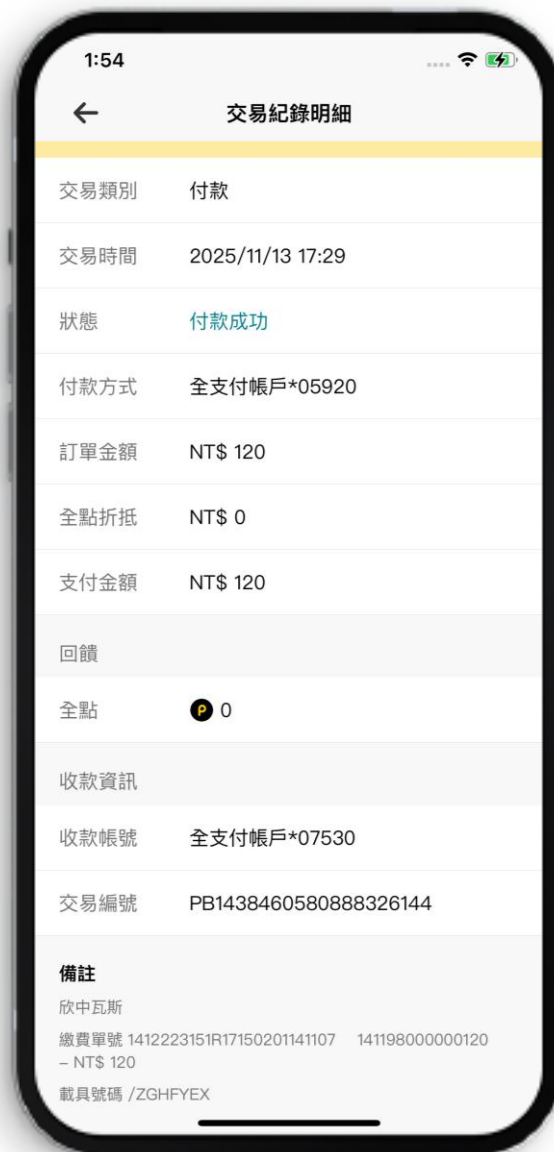 1:54
交易紀錄明細
交易類別 付款
交易時間 2025/11/13 17:29
狀態 付款成功
付款方式 全支付帳戶*05920
訂單金額 NT$ 120
全點折抵 NT$ 0
支付金額 NT$ 120
回饋
全點 P 0
收款資訊
收款帳號 全支付帳戶*07530
交易編號 PB1438460580888326144
備註
欣中瓦斯
繳費單號 1412223151R17150201141107 141198000000120
– NT$ 120
載具號碼 /ZGHFYEX